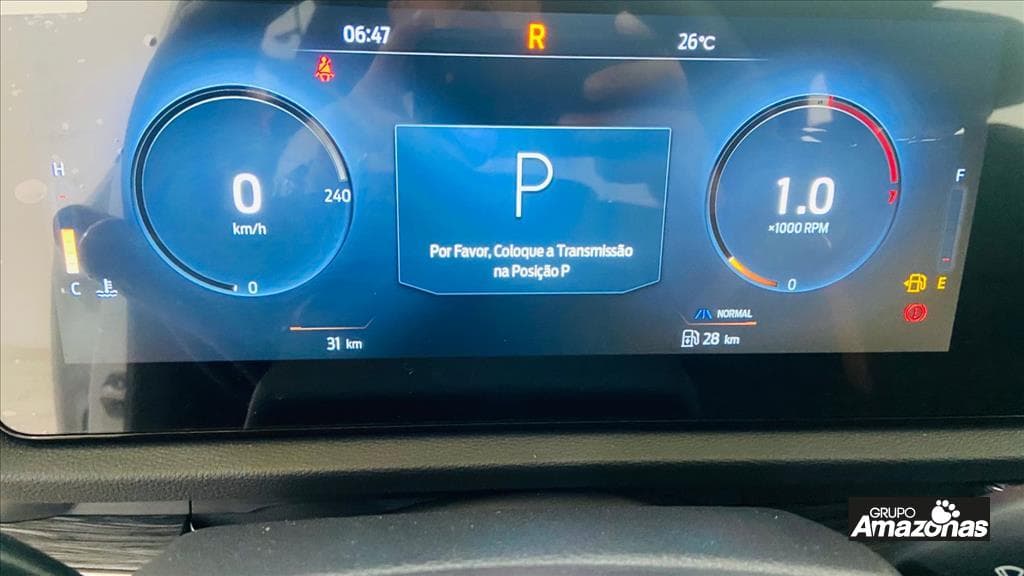 06:47 R 26°C
H F
0 240 1.0
km/h ×1000 RPM
P
Por Favor, Coloque a Transmissão
na Posição P
C 0 0 E
NORMAL
31 km 28 km
GRUPO
Amazonas